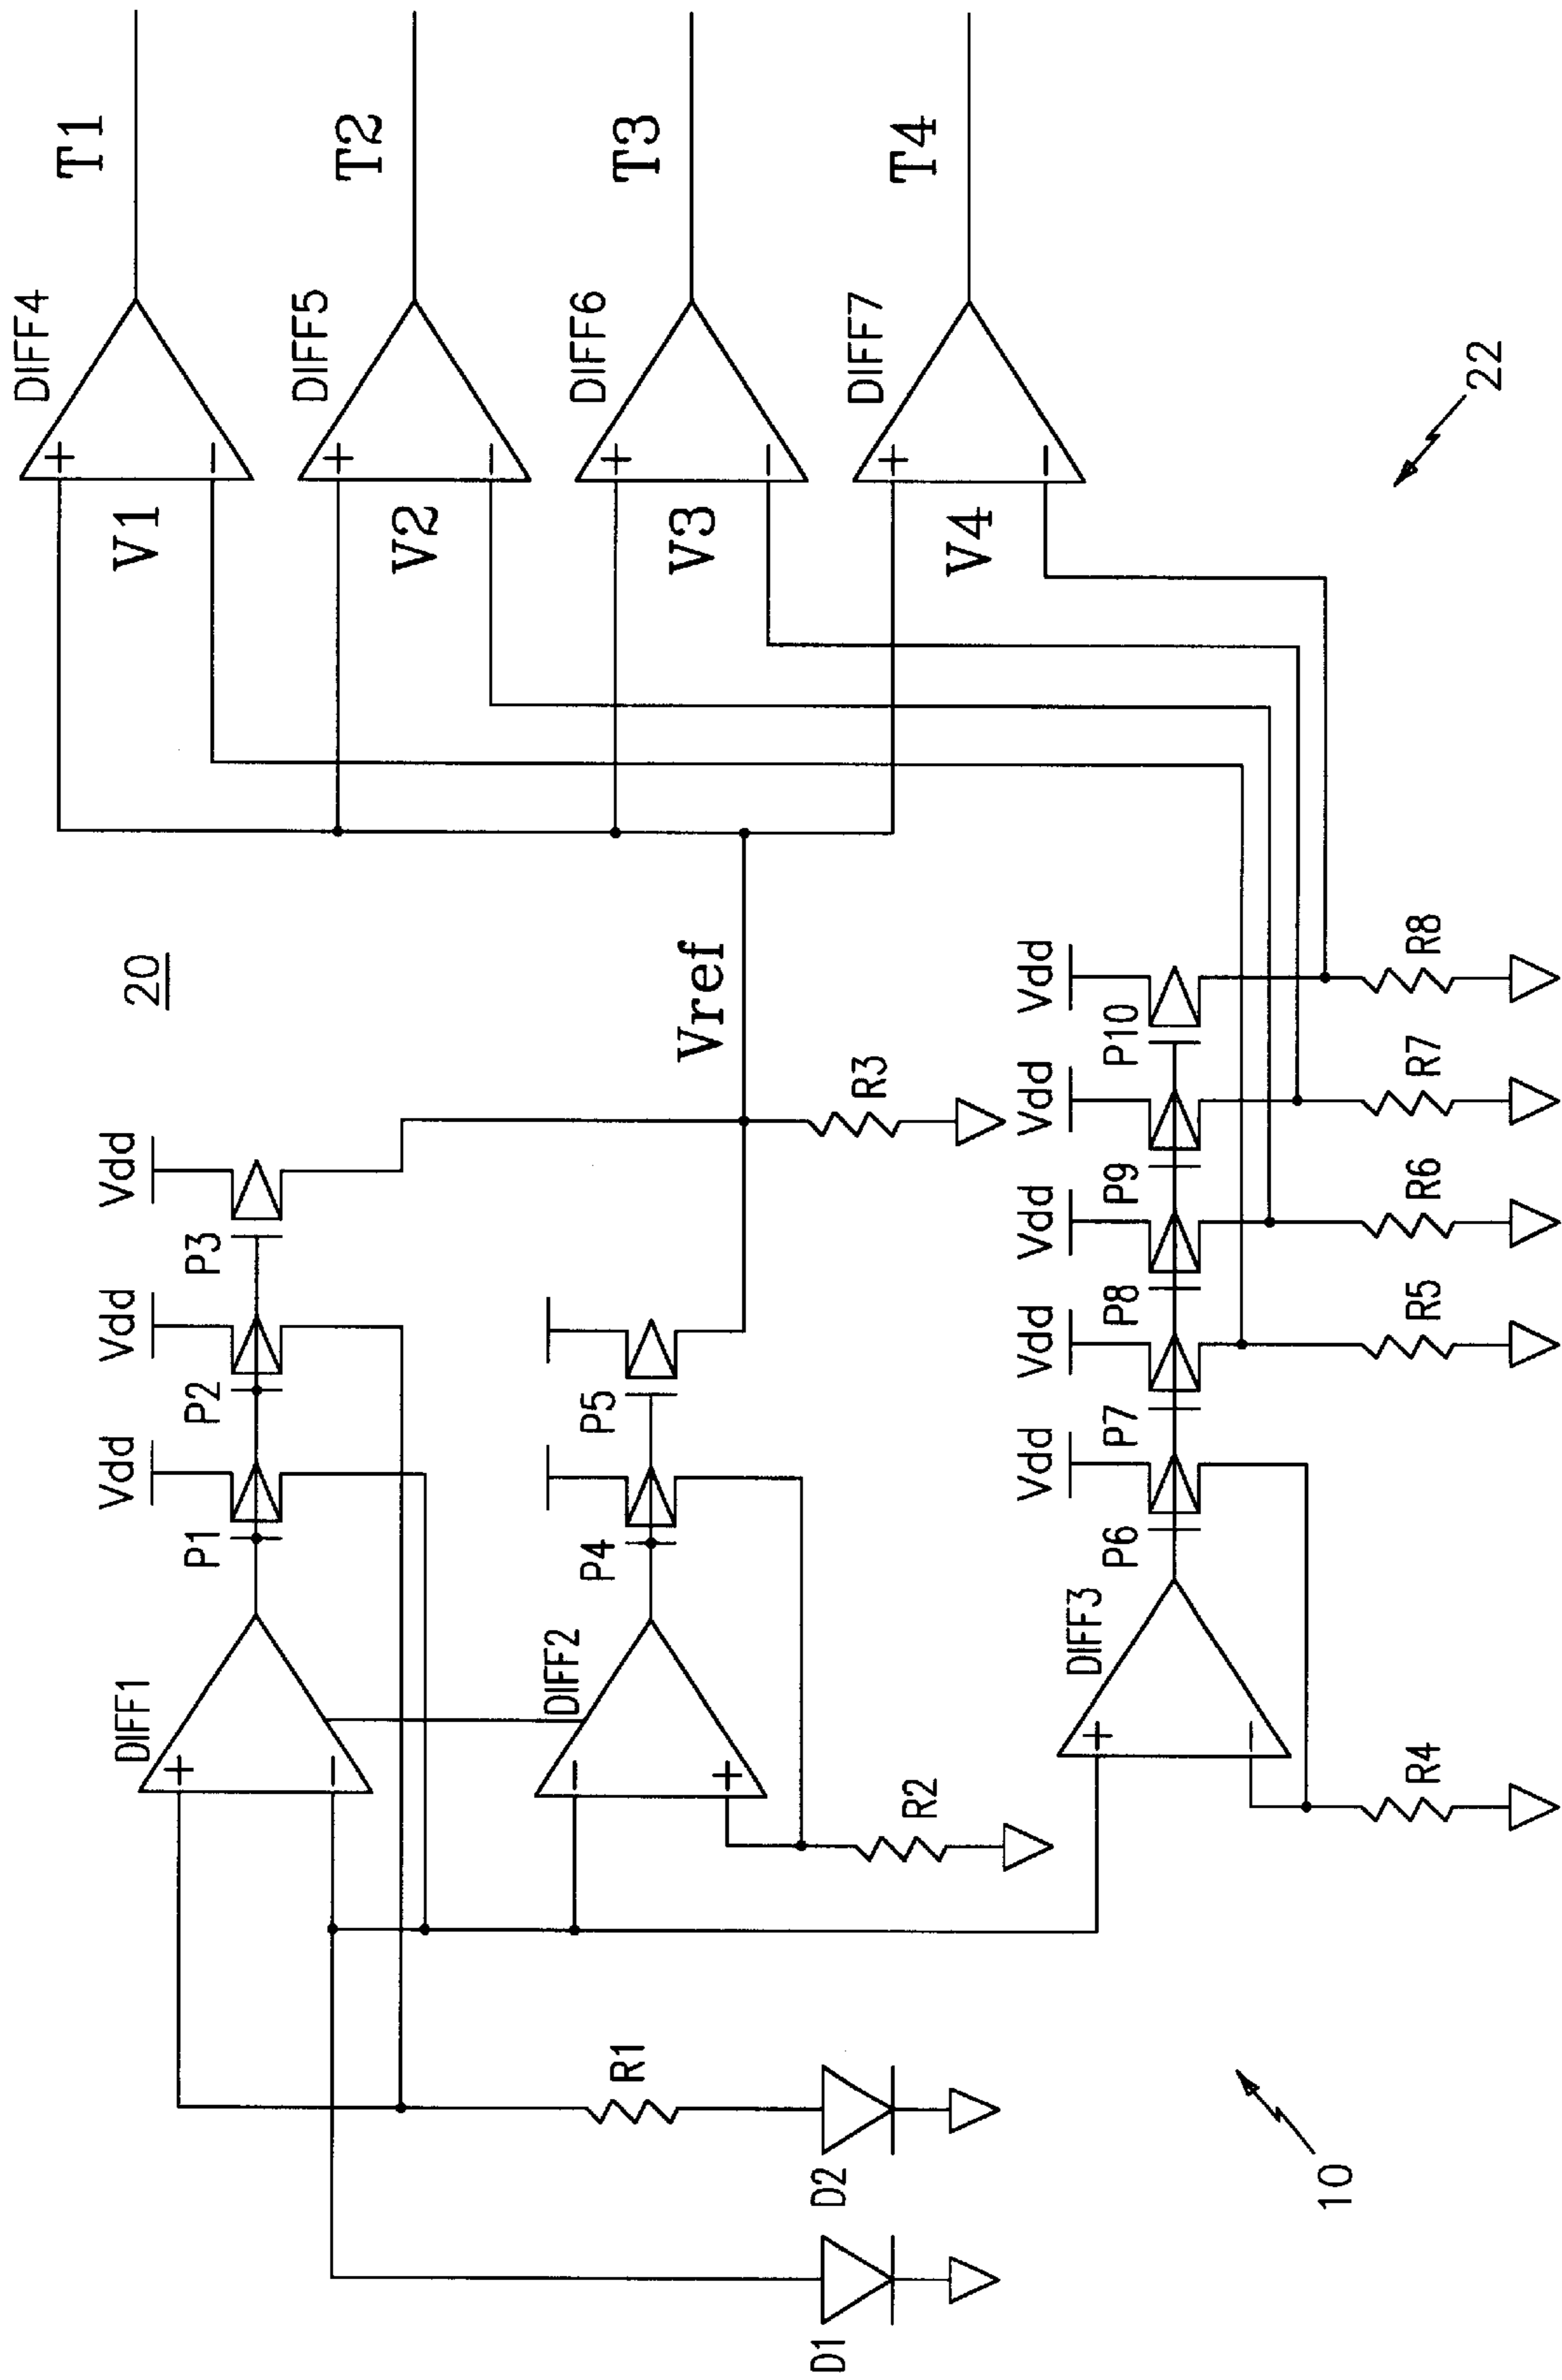 T1
T2
T3
T4
DIFF4
DIFF5
DIFF6
DIFF7
+
−
+
−
+
−
+
−
V1
V2
V3
V4
22
20
Vref
Vdd
Vdd
Vdd
P1
P2
P3
R3
P4
P5
Vdd
Vdd
Vdd
Vdd
Vdd
P6
P7
P8
P9
P10
R5
R6
R7
R8
DIFF1
+
−
DIFF2
−
+
DIFF3
+
−
R2
R4
R1
D1
D2
10